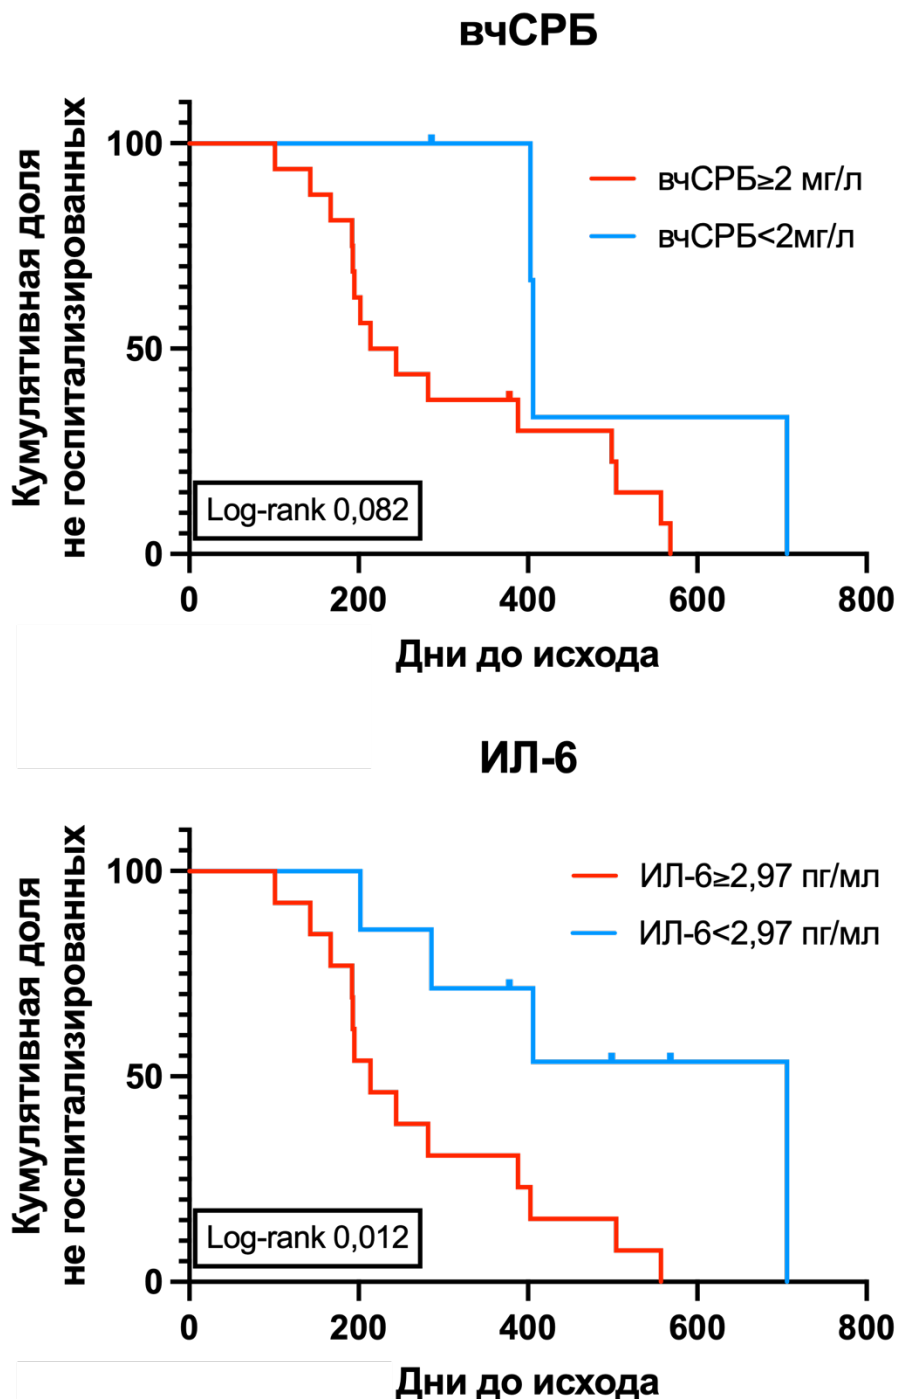 вчСРБ
Кумулятивная доля
не госпитализированных
100
50
0
вчСРБ≥2 мг/л
вчСРБ<2мг/л
Log-rank 0,082
0 200 400 600 800
Дни до исхода
ИЛ-6
Кумулятивная доля
не госпитализированных
100
50
0
ИЛ-6≥2,97 пг/мл
ИЛ-6<2,97 пг/мл
Log-rank 0,012
0 200 400 600 800
Дни до исхода